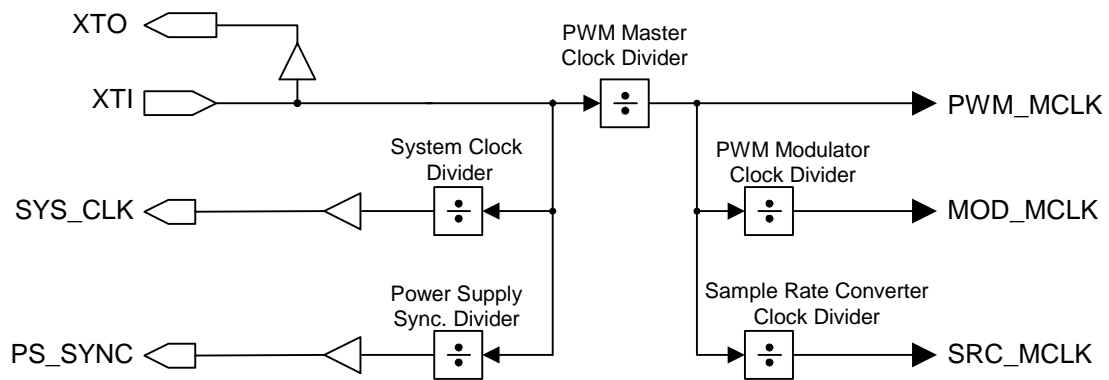 XTO
PWM Master
Clock Divider
XTI
PWM_MCLK
System Clock
Divider
PWM Modulator
Clock Divider
SYS_CLK
MOD_MCLK
Power Supply
Sync. Divider
Sample Rate Converter
Clock Divider
PS_SYNC
SRC_MCLK